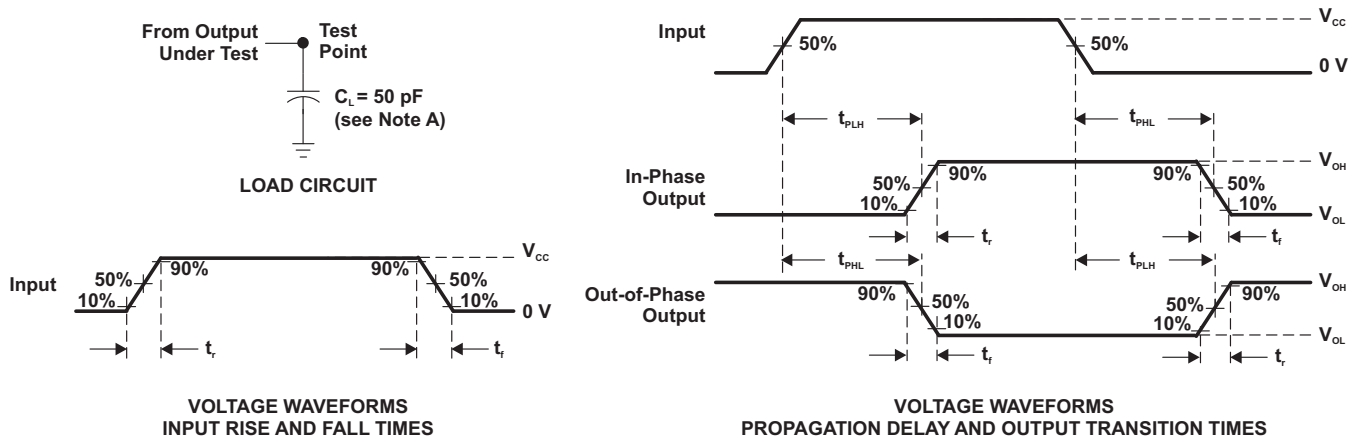 From Output
Under Test
Test
Point
C_L = 50 pF
(see Note A)
LOAD CIRCUIT
Input
10%
50%
90%
90%
50%
10%
V_CC
0 V
t_r
t_f
VOLTAGE WAVEFORMS
INPUT RISE AND FALL TIMES
Input
50%
50%
V_CC
0 V
t_PLH
t_PHL
In-Phase
Output
50%
10%
90%
90%
50%
10%
V_OH
V_OL
t_r
t_f
t_PHL
t_PLH
Out-of-Phase
Output
90%
50%
10%
50%
10%
90%
V_OH
V_OL
t_f
t_r
VOLTAGE WAVEFORMS
PROPAGATION DELAY AND OUTPUT TRANSITION TIMES